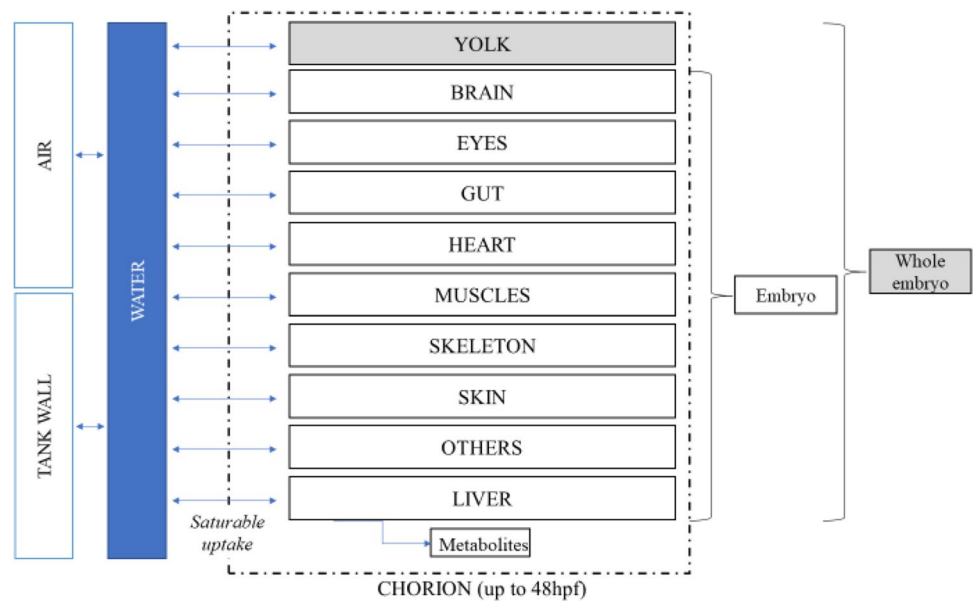 AIR
TANK WALL
WATER
YOLK
BRAIN
EYES
GUT
HEART
MUSCLES
SKELETON
SKIN
OTHERS
LIVER
Saturable
uptake
Metabolites
CHORION (up to 48hpf)
Embryo
Whole
embryo